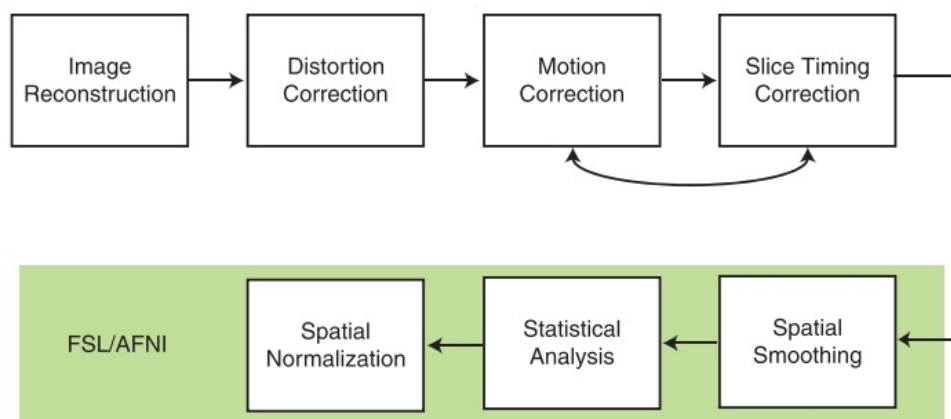 Image
Reconstruction
Distortion
Correction
Motion
Correction
Slice Timing
Correction
FSL/AFNI
Spatial
Normalization
Statistical
Analysis
Spatial
Smoothing